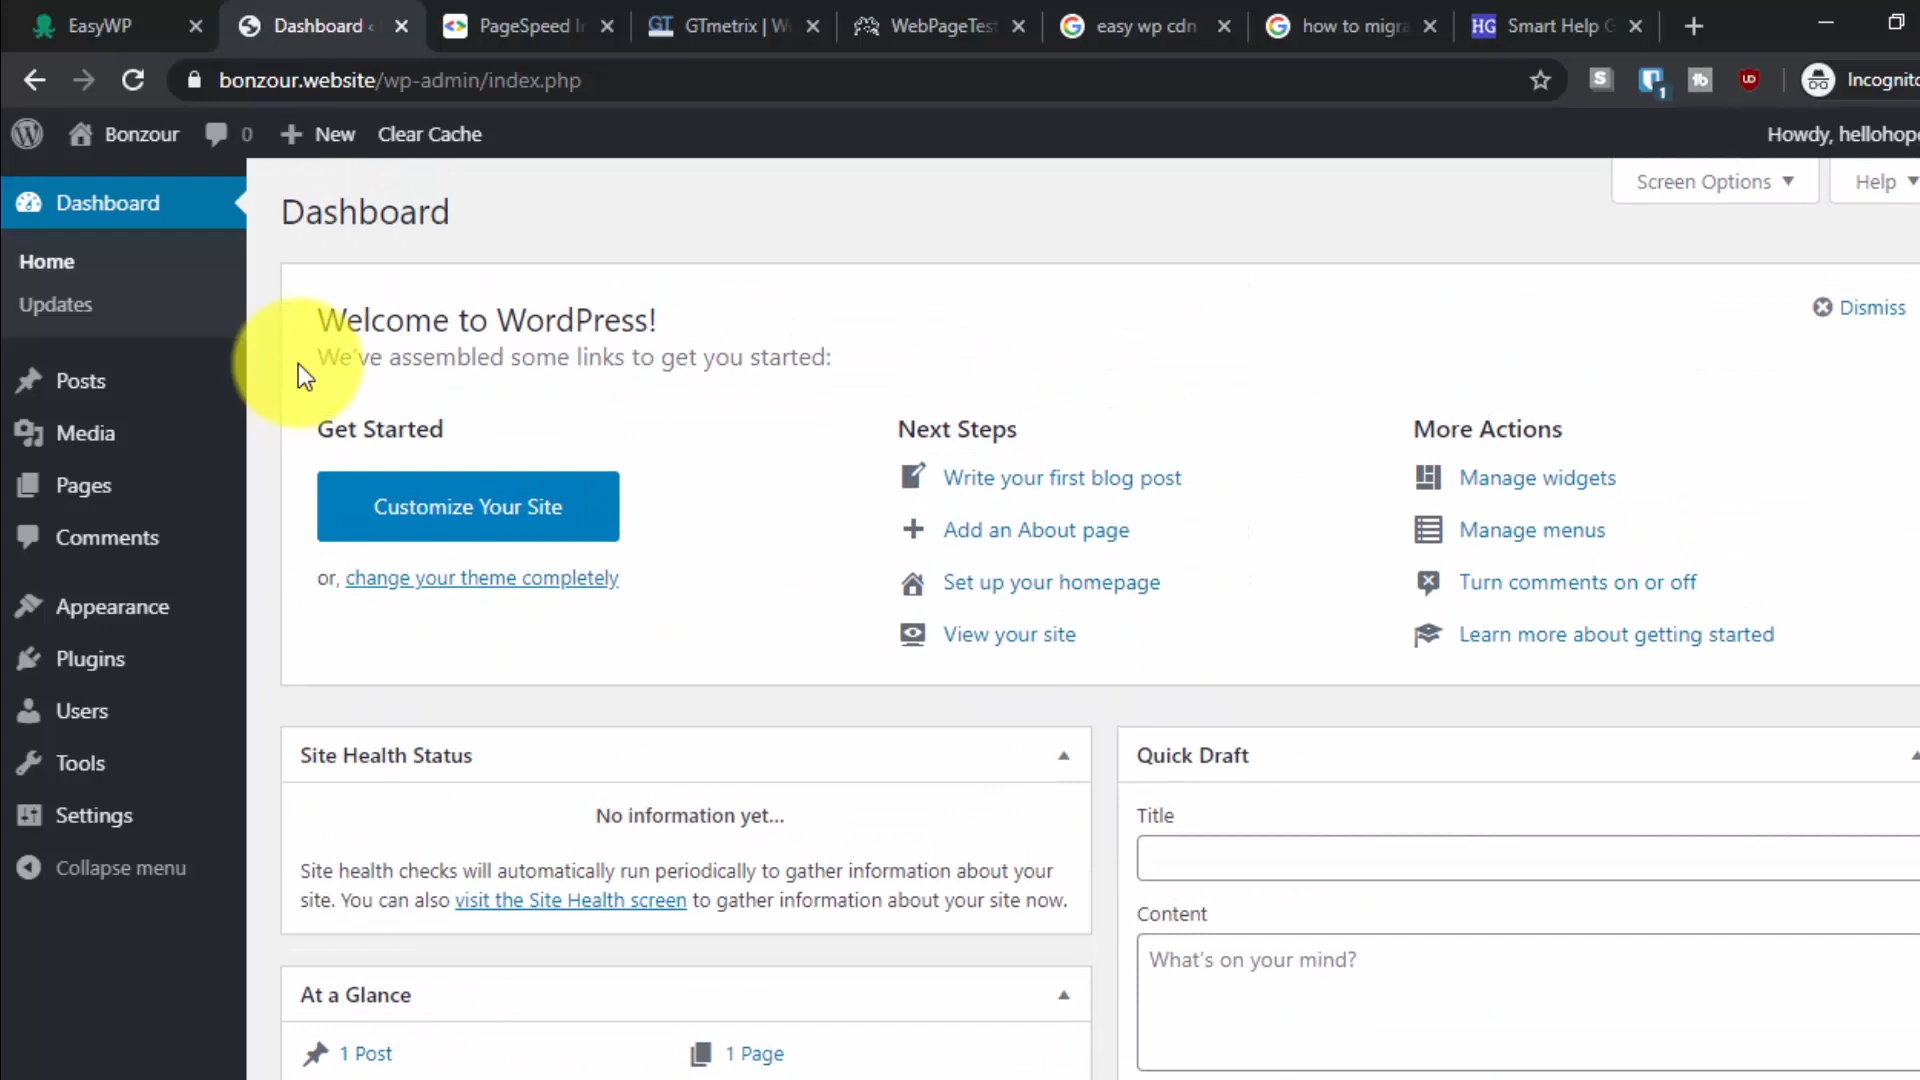 EasyWP
Dashboard
PageSpeed
GTmetrix | W
WebPageTest
easy wp cdn
how to migra
HG Smart Help
bonzour.website/wp-admin/index.php
S
1
tb
UD
Incognito
Bonzour
0
New
Clear Cache
Howdy, hellohope
Screen Options
Help
Dashboard
Home
Updates
Posts
Media
Pages
Comments
Appearance
Plugins
Users
Tools
Settings
Collapse menu
Dashboard
Welcome to WordPress!
We've assembled some links to get you started:
Dismiss
Get Started
Customize Your Site
or, change your theme completely
Next Steps
Write your first blog post
Add an About page
Set up your homepage
View your site
More Actions
Manage widgets
Manage menus
Turn comments on or off
Learn more about getting started
Site Health Status
No information yet...
Site health checks will automatically run periodically to gather information about your
site. You can also visit the Site Health screen to gather information about your site now.
At a Glance
1 Post
1 Page
Quick Draft
Title
Content
What's on your mind?